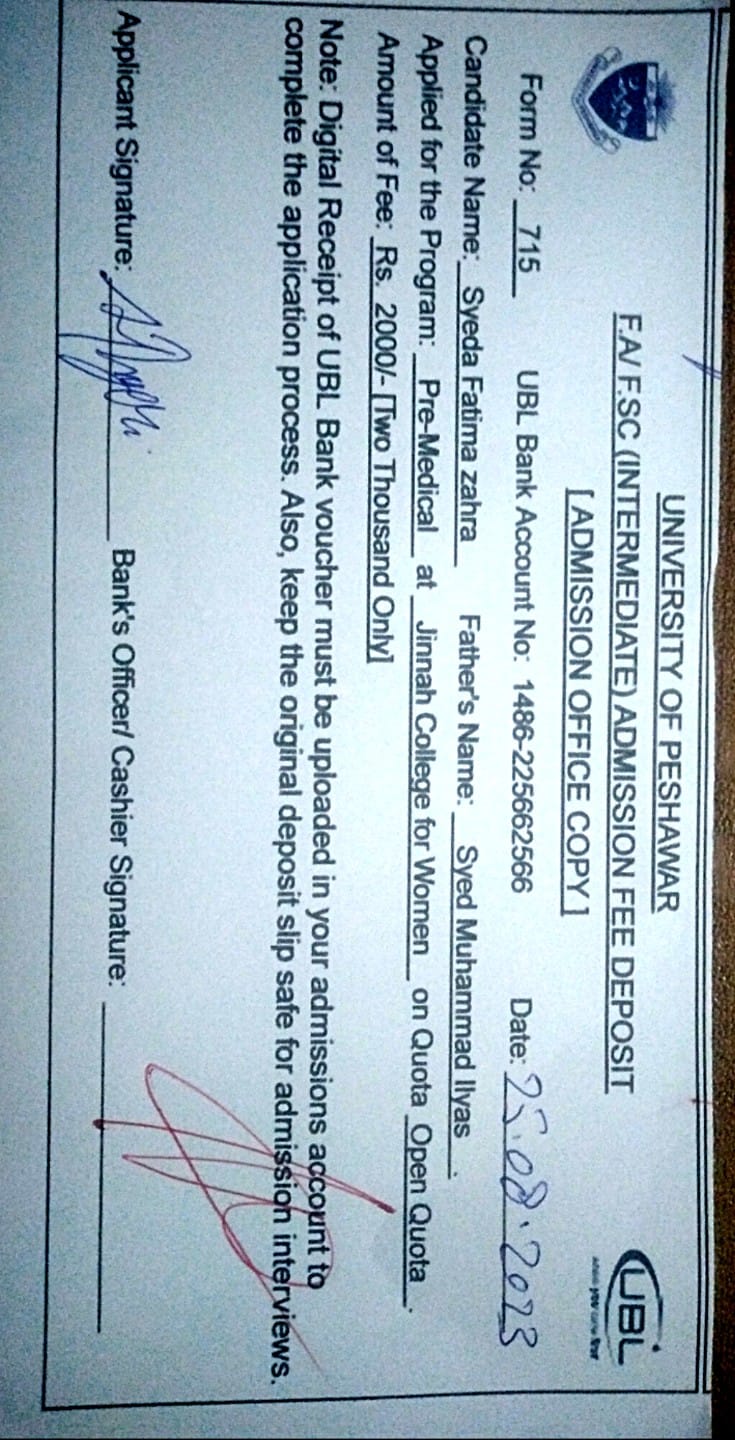 UNIVERSITY OF PESHAWAR
F.A/ F.SC (INTERMEDIATE) ADMISSION FEE DEPOSIT
[ ADMISSION OFFICE COPY ]
UBL
where you come first
Form No: 715 UBL Bank Account No: 1486-225662566 Date: 25.08.2023
Candidate Name: Syeda Fatima zahra Father's Name: Syed Muhammad Ilyas .
Applied for the Program: Pre-Medical at Jinnah College for Women on Quota Open Quota .
Amount of Fee: Rs. 2000/- [Two Thousand Only]
Note: Digital Receipt of UBL Bank voucher must be uploaded in your admissions account to
complete the application process. Also, keep the original deposit slip safe for admission interviews.
Applicant Signature: Bank's Officer/ Cashier Signature: